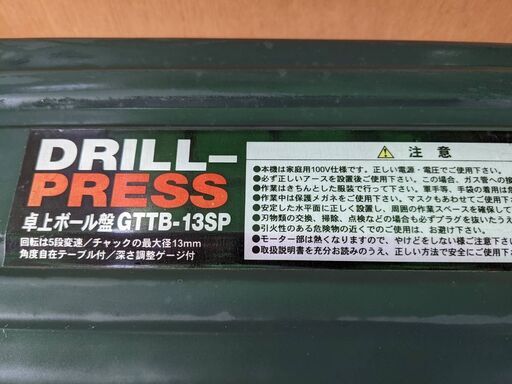 DRILL-
PRESS
卓上ボール盤 GTTB-13SP
回転は5段変速／チャックの最大径13mm
角度自在テーブル付／深さ調整ゲージ付
注意
●本機は家庭用100V仕様です。正しい電源・電圧でご使用下さい。
●必ず正しいアースを設置後ご使用下さい。この場合、ガス管への接
●作業はきちんとした服装で行って下さい。軍手等、手袋の着用は危
●作業中は保護メガネをご使用下さい。マスクもあわせてご使用下
●安定した水平面に正しく設置し、周囲の作業スペースを確保して下
●刃物類の交換、掃除、点検などの場合も必ずプラグを抜いたうえ
●引火性のある危険物の近くでのご使用は、お避け下さい。
●モーター部は熱くなりますので、やけどをしない様ご注意下さい
●取扱説明書を充分お読みのうえ、正しい方法で安全にご使用下